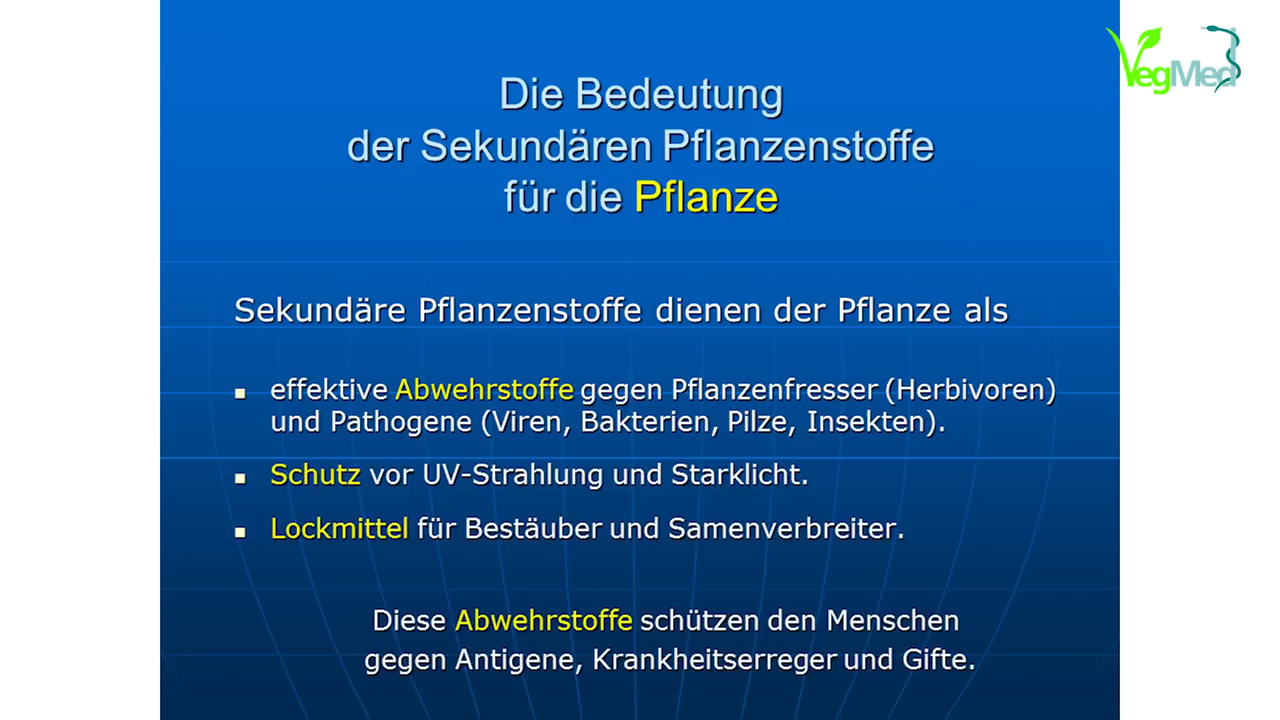 VegMed
Die Bedeutung
der Sekundären Pflanzenstoffe
für die Pflanze
Sekundäre Pflanzenstoffe dienen der Pflanze als
▪ effektive Abwehrstoffe gegen Pflanzenfresser (Herbivoren)
und Pathogene (Viren, Bakterien, Pilze, Insekten).
▪ Schutz vor UV-Strahlung und Starklicht.
▪ Lockmittel für Bestäuber und Samenverbreiter.
Diese Abwehrstoffe schützen den Menschen
gegen Antigene, Krankheitserreger und Gifte.